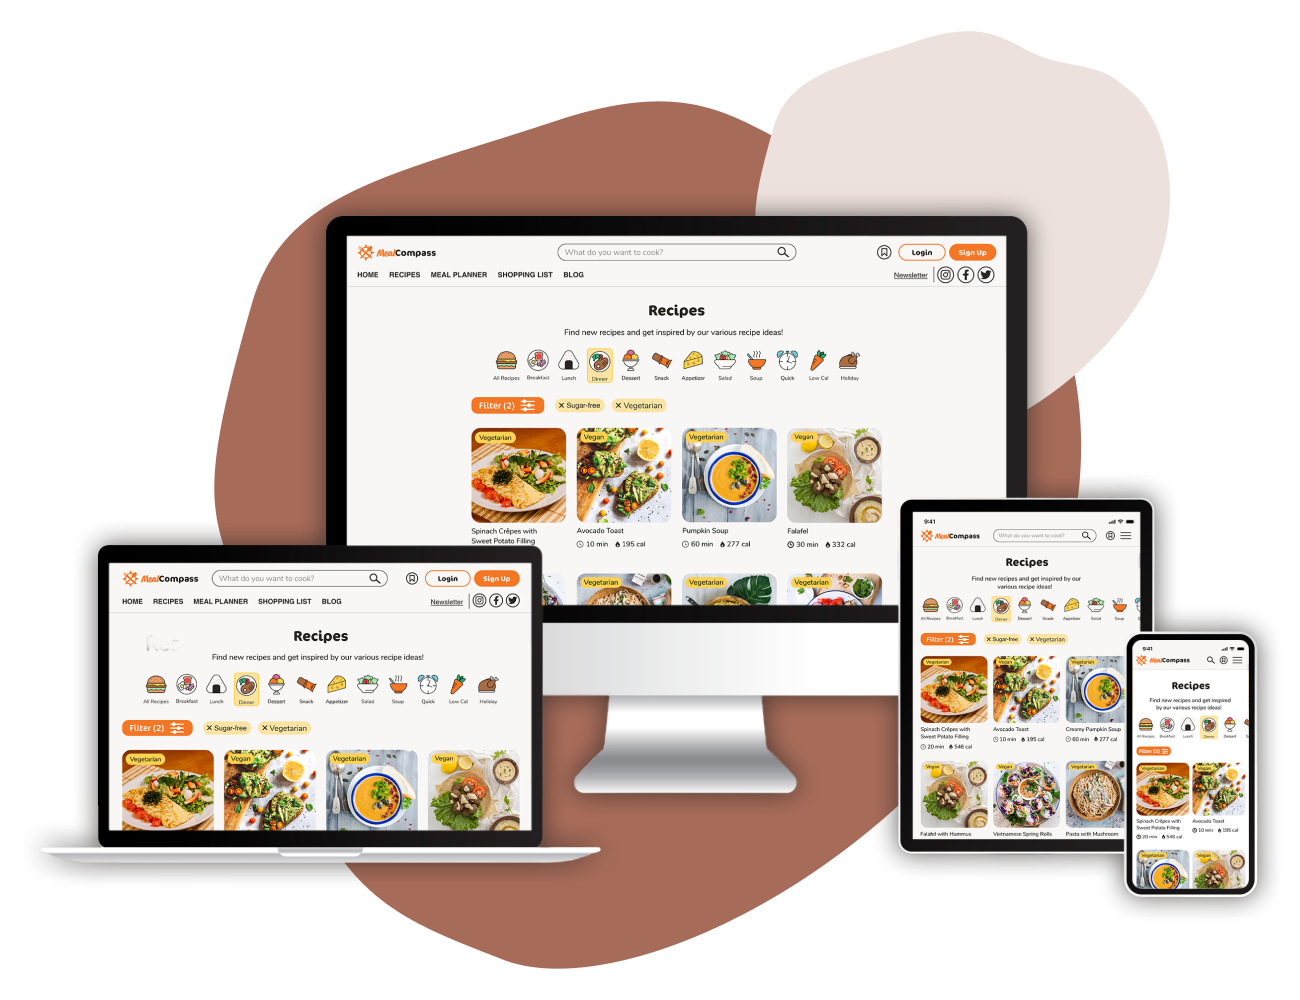 MealCompass
What do you want to cook?
Login
Sign Up
HOME RECIPES MEAL PLANNER SHOPPING LIST BLOG
Newsletter
Recipes
Find new recipes and get inspired by our various recipe ideas!
All Recipes Breakfast Lunch Dinner Dessert Snack Appetizer Salad Soup Quick Low Cal Holiday
Filter (2) × Sugar-free × Vegetarian
Vegetarian Vegan Vegetarian Vegan
Spinach Crêpes with
Sweet Potato Filling
Avocado Toast
10 min 195 cal
Pumpkin Soup
60 min 277 cal
Falafel
30 min 332 cal
Vegetarian Vegetarian Vegetarian
MealCompass
What do you want to cook?
Login
Sign Up
HOME RECIPES MEAL PLANNER SHOPPING LIST BLOG
Newsletter
Recipes
Find new recipes and get inspired by our various recipe ideas!
All Recipes Breakfast Lunch Dinner Dessert Snack Appetizer Salad Soup Quick Low Cal Holiday
Filter (2) × Sugar-free × Vegetarian
Vegetarian Vegan Vegetarian Vegan
9:41
MealCompass
What do you want to cook?
Recipes
Find new recipes and get inspired by our
various recipe ideas!
All Recipes Breakfast Lunch Dinner Dessert Snack Appetizer Salad Soup
Filter (2) × Sugar-free × Vegetarian
Vegetarian Vegan Vegetarian
Spinach Crêpes with
Sweet Potato Filling
20 min 546 cal
Avocado Toast
10 min 195 cal
Creamy Pumpkin Soup
60 min 277 cal
Vegan Vegan Vegetarian
Falafel with Hummus
Vietnamese Spring Rolls
Pasta with Mushroom
9:41
MealCompass
Recipes
Find new recipes and get inspired
by our various recipe ideas!
All Recipes Breakfast Lunch Dinner Dessert
Filter (2)
Vegetarian Vegan
Spinach Crêpes with
Sweet Potato Filling
20 min 546 cal
Avocado Toast
10 min 195 cal
Vegetarian Vegan